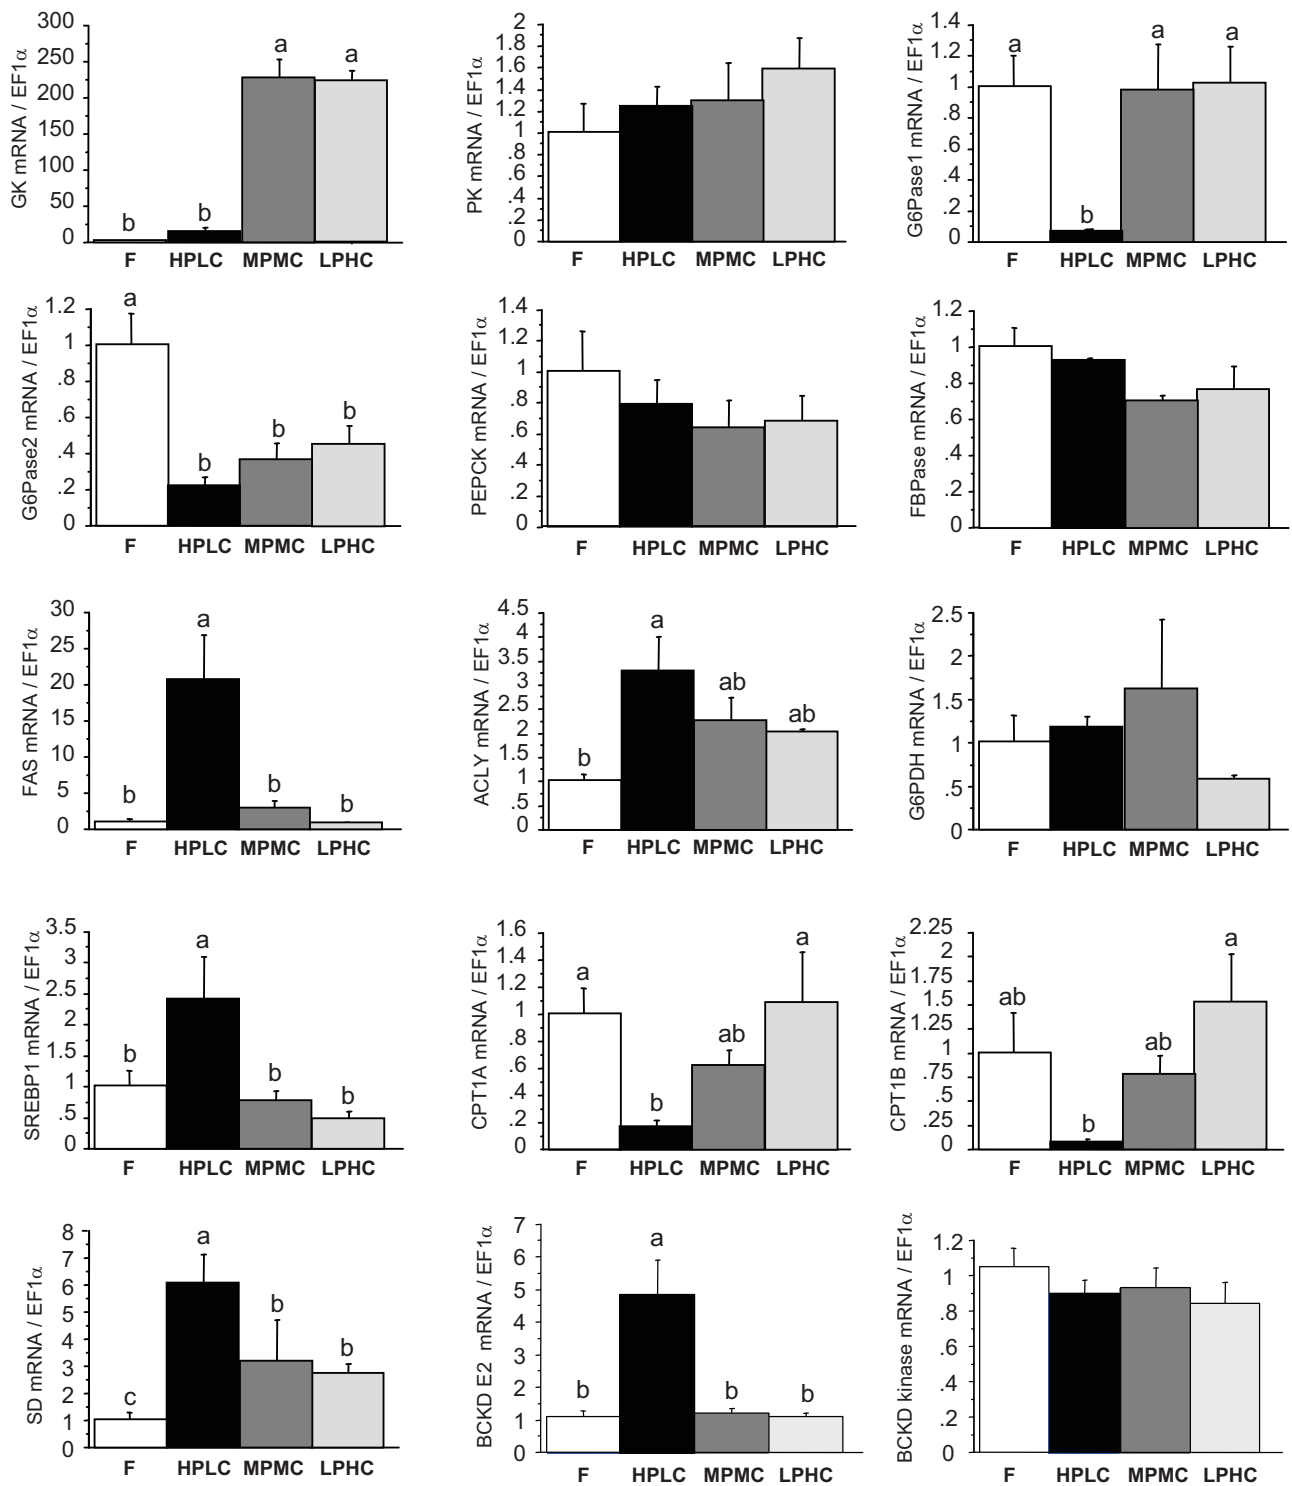 GK mRNA / EF1α
300
250
200
150
100
50
0
b
b
a
a
F HPLC MPMC LPHC
PK mRNA / EF1α
2
1.8
1.6
1.4
1.2
1
.8
.6
.4
.2
0
F HPLC MPMC LPHC
G6Pase1 mRNA / EF1α
1.4
1.2
1
.8
.6
.4
.2
0
a
b
a
a
F HPLC MPMC LPHC
G6Pase2 mRNA / EF1α
1.2
1
.8
.6
.4
.2
0
a
b
b
b
F HPLC MPMC LPHC
PEPCK mRNA / EF1α
1.4
1.2
1
.8
.6
.4
.2
0
F HPLC MPMC LPHC
FBPase mRNA / EF1α
1.2
1
.8
.6
.4
.2
0
F HPLC MPMC LPHC
FAS mRNA / EF1α
30
25
20
15
10
5
0
b
a
b
b
F HPLC MPMC LPHC
ACLY mRNA / EF1α
4.5
4
3.5
3
2.5
2
1.5
1
.5
0
b
a
ab
ab
F HPLC MPMC LPHC
G6PDH mRNA / EF1α
2.5
2
1.5
1
.5
0
F HPLC MPMC LPHC
SREBP1 mRNA / EF1α
3.5
3
2.5
2
1.5
1
.5
0
b
a
b
b
F HPLC MPMC LPHC
CPT1A mRNA / EF1α
1.6
1.4
1.2
1
.8
.6
.4
.2
0
a
b
ab
a
F HPLC MPMC LPHC
CPT1B mRNA / EF1α
2.25
2
1.75
1.5
1.25
1
.75
.5
.25
0
ab
b
ab
a
F HPLC MPMC LPHC
SD mRNA / EF1α
8
7
6
5
4
3
2
1
0
c
a
b
b
F HPLC MPMC LPHC
BCKD E2 mRNA / EF1α
7
6
5
4
3
2
1
0
b
a
b
b
F HPLC MPMC LPHC
BCKD kinase mRNA / EF1α
1.2
1
.8
.6
.4
.2
0
F HPLC MPMC LPHC